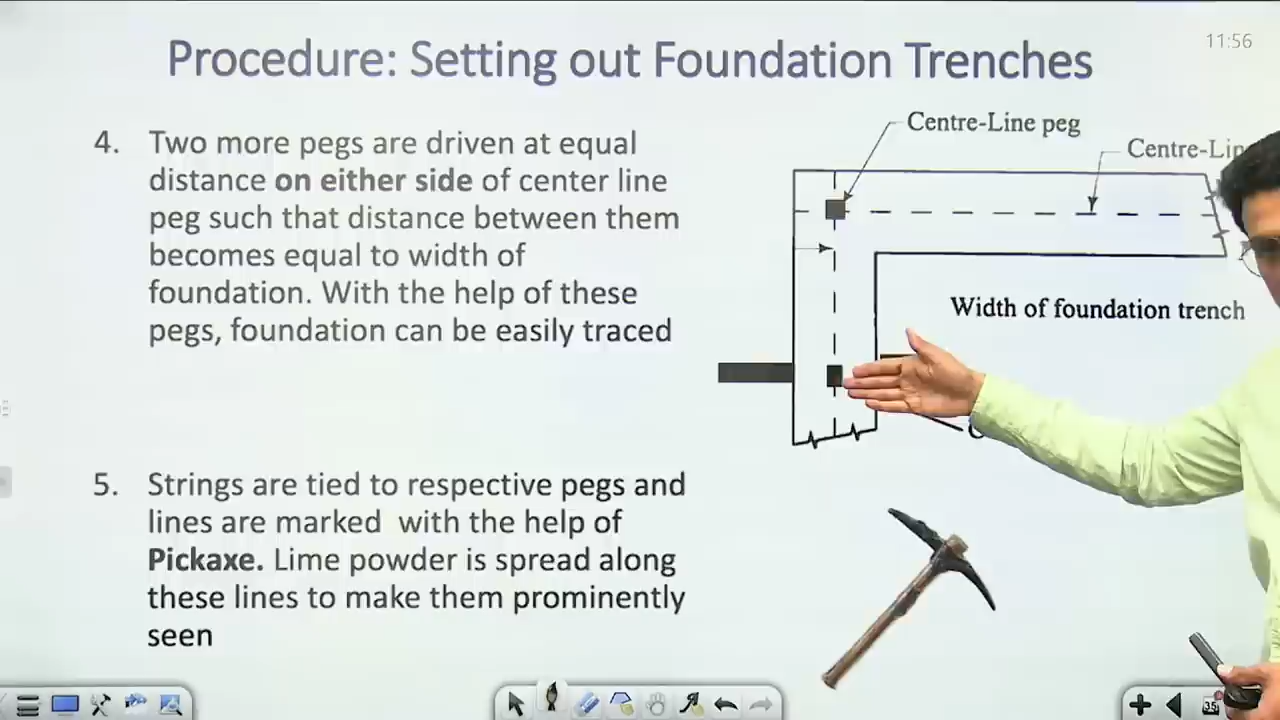 Procedure: Setting out Foundation Trenches
11:56
4. Two more pegs are driven at equal
distance on either side of center line
peg such that distance between them
becomes equal to width of
foundation. With the help of these
pegs, foundation can be easily traced
Centre-Line peg
Width of foundation trench
5. Strings are tied to respective pegs and
lines are marked with the help of
Pickaxe. Lime powder is spread along
these lines to make them prominently
seen
35